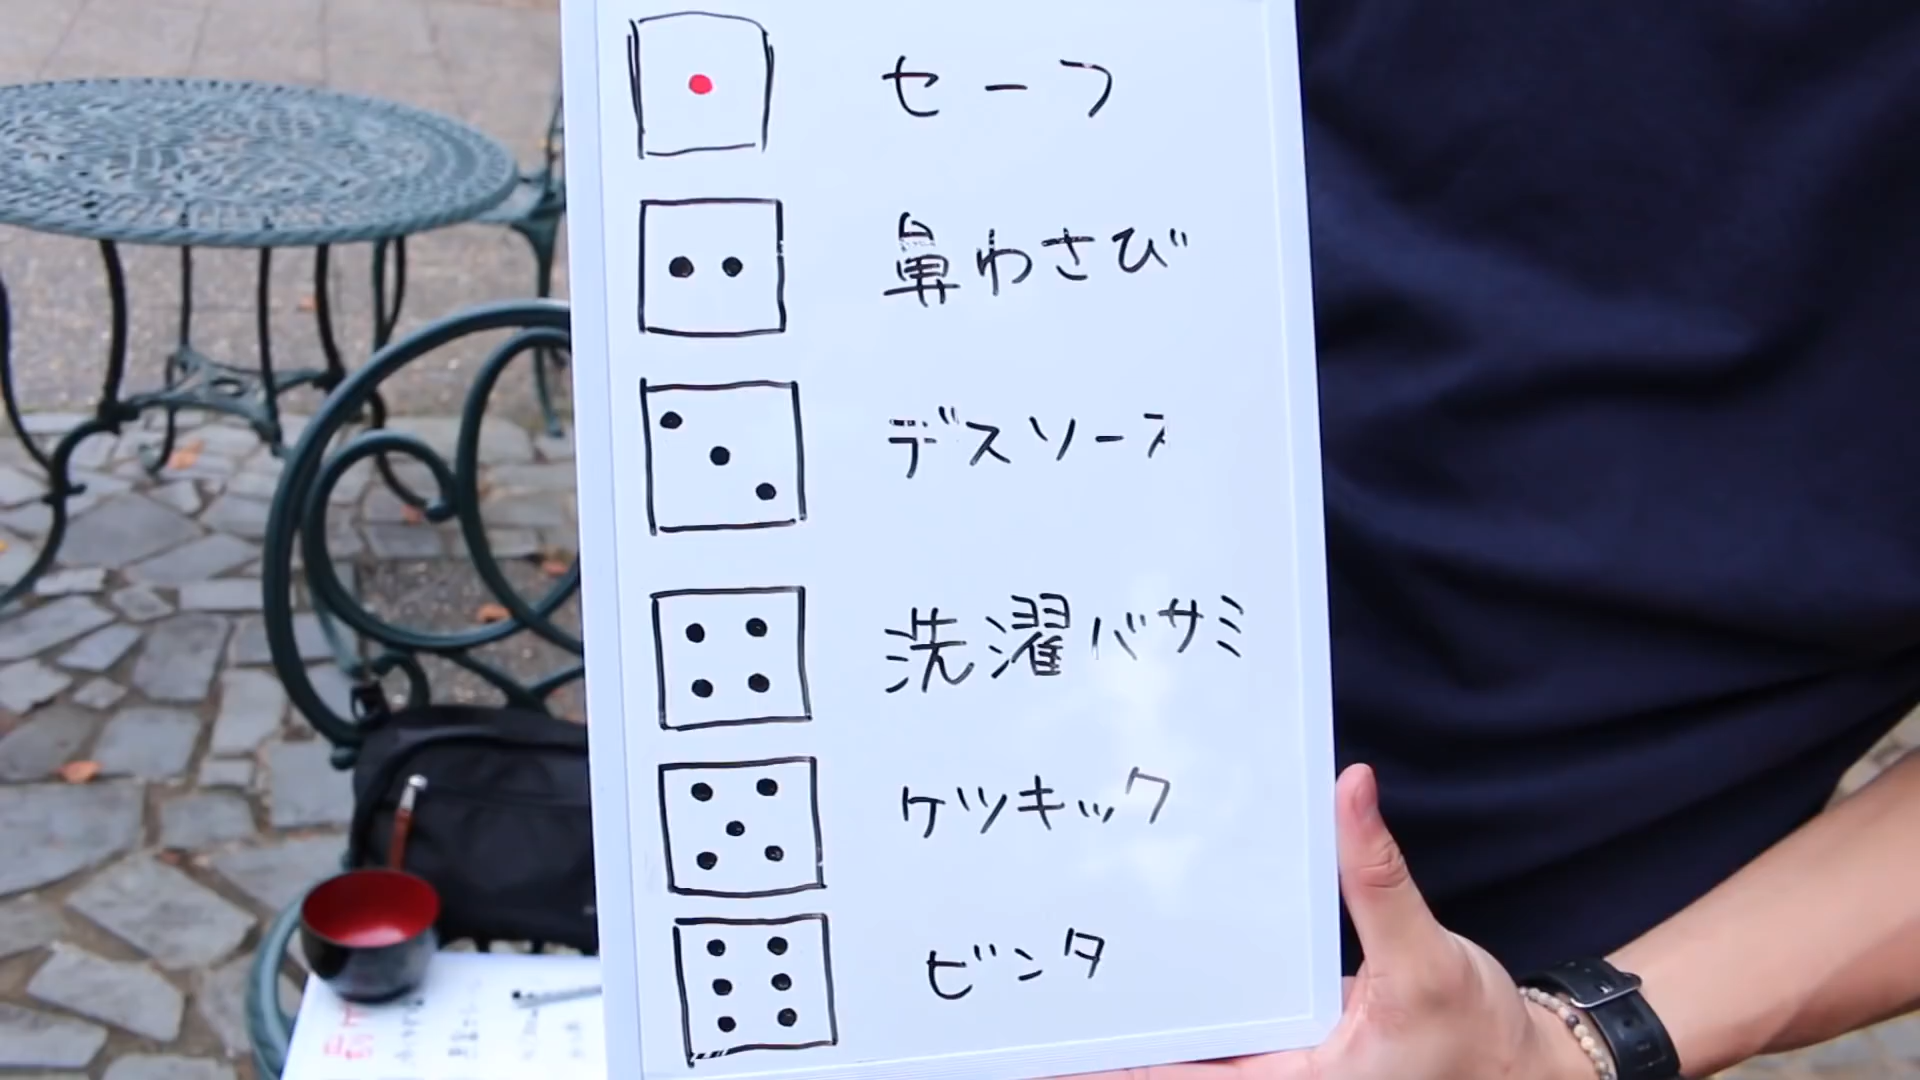 セーフ
鼻わさび
デスソース
洗濯バサミ
ケツキック
ビンタ